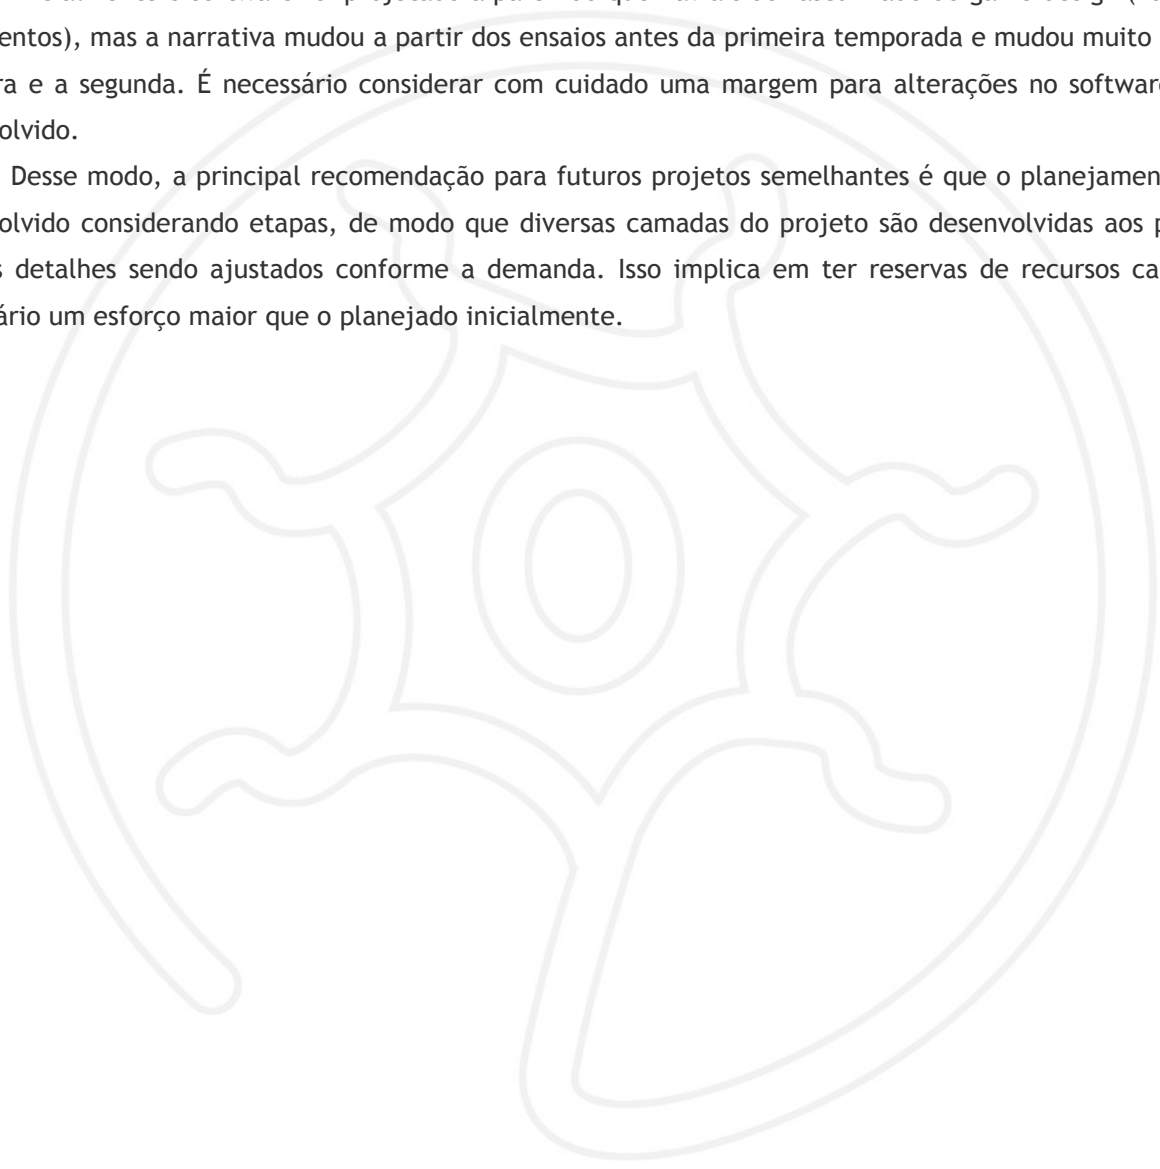 entos), mas a narrativa mudou a partir dos ensaios antes da primeira temporada e mudou muito
ra e a segunda. É necessário considerar com cuidado uma margem para alterações no softwar
olvido.
Desse modo, a principal recomendação para futuros projetos semelhantes é que o planejamen
olvido considerando etapas, de modo que diversas camadas do projeto são desenvolvidas aos p
s detalhes sendo ajustados conforme a demanda. Isso implica em ter reservas de recursos ca
ário um esforço maior que o planejado inicialmente.